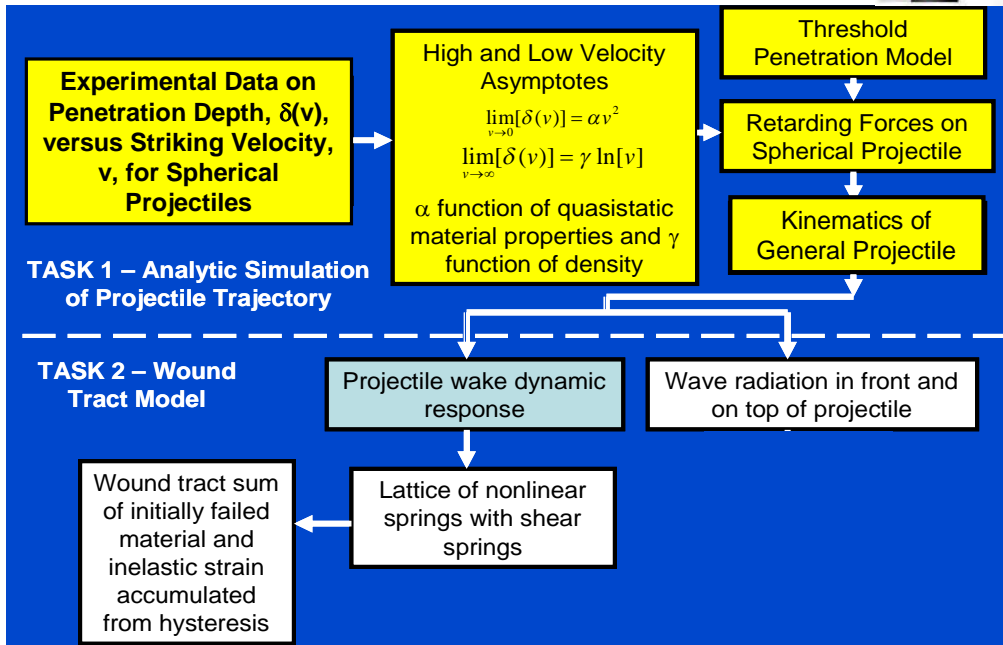 Experimental Data on
Penetration Depth, δ(v),
versus Striking Velocity,
v, for Spherical
Projectiles
High and Low Velocity
Asymptotes
lim[δ(v)] = αv²
v→0
lim[δ(v)] = γ ln[v]
v→∞
α function of quasistatic
material properties and γ
function of density
Threshold
Penetration Model
Retarding Forces on
Spherical Projectile
Kinematics of
General Projectile
TASK 1 – Analytic Simulation
of Projectile Trajectory
TASK 2 – Wound
Tract Model
Projectile wake dynamic
response
Wave radiation in front and
on top of projectile
Lattice of nonlinear
springs with shear
springs
Wound tract sum
of initially failed
material and
inelastic strain
accumulated
from hysteresis